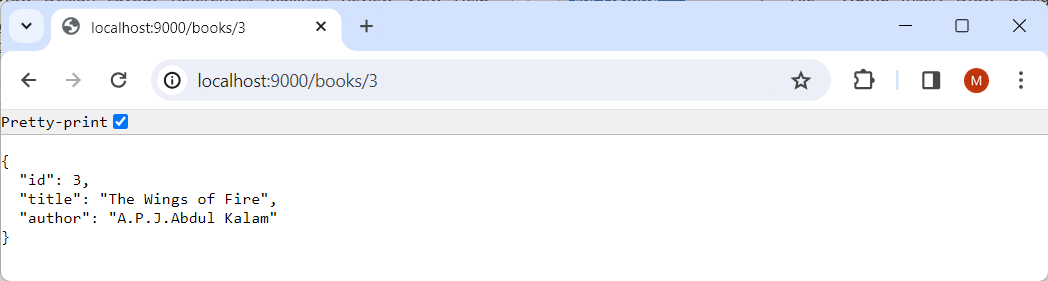 localhost:9000/books/3
localhost:9000/books/3
M
Pretty-print
{
"id": 3,
"title": "The Wings of Fire",
"author": "A.P.J.Abdul Kalam"
}